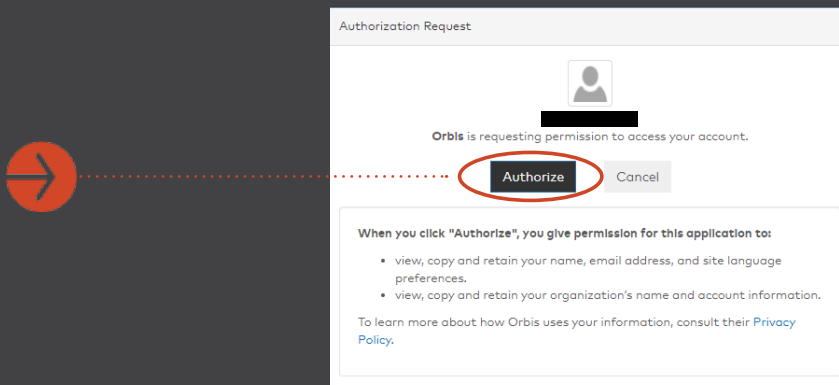 Authorization Request
Orbis is requesting permission to access your account.
Authorize Cancel
When you click "Authorize", you give permission for this application to:
• view, copy and retain your name, email address, and site language
preferences.
• view, copy and retain your organization's name and account information.
To learn more about how Orbis uses your information, consult their Privacy
Policy.